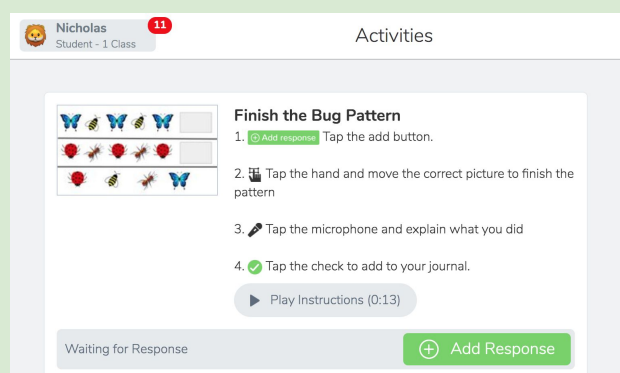 Nicholas
11
Student - 1 Class
Activities
Finish the Bug Pattern
1. Add response Tap the add button.
2. Tap the hand and move the correct picture to finish the
pattern
3. Tap the microphone and explain what you did
4. Tap the check to add to your journal.
Play Instructions (0:13)
Waiting for Response
Add Response